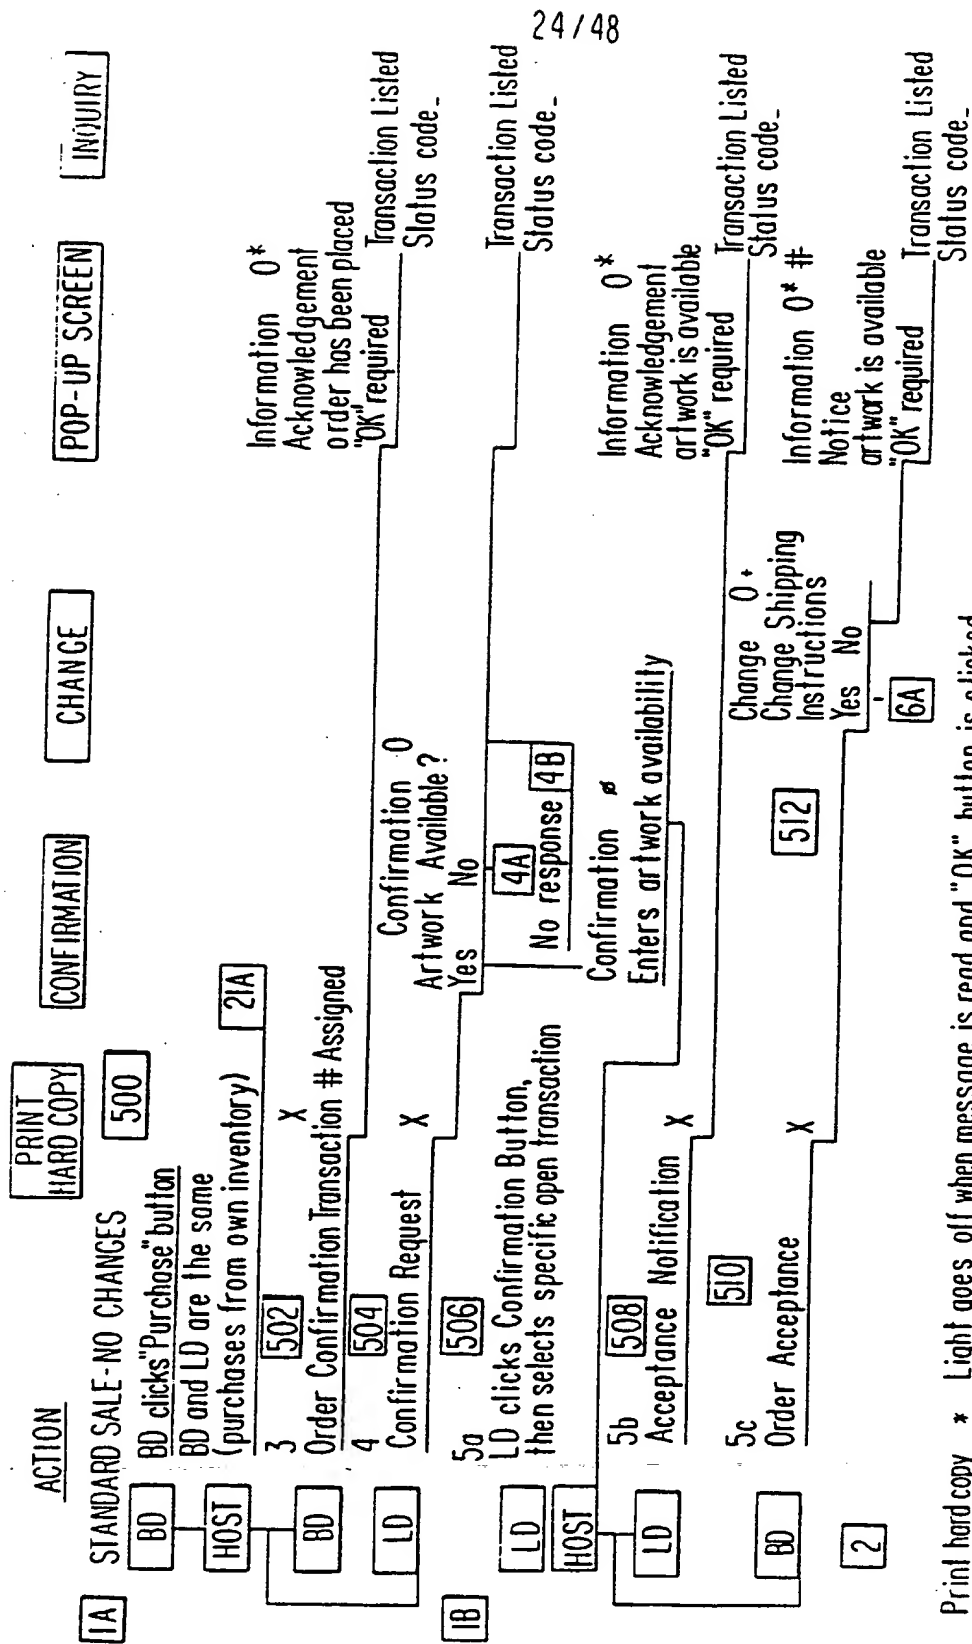 24/48
ACTION
PRINT
HARD COPY
CONFIRMATION
CHANGE
POP-UP SCREEN
INQUIRY
1A
STANDARD SALE-NO CHANGES
500
BD
BD clicks "Purchase" button
HOST
BD and LD are the same
(purchases from own inventory)
21A
3
502
X
BD
Order Confirmation Transaction # Assigned
Information O*
Acknowledgement
order has been placed
"OK" required
Transaction Listed
Status code_
4
504
LD
Confirmation Request
X
Confirmation O
Artwork Available?
Yes No
4A
No response
4B
Transaction Listed
Status code_
1B
5a
506
LD
LD clicks Confirmation Button,
then selects specific open transaction
HOST
Confirmation ø
Enters artwork availability
5b
508
LD
Acceptance Notification
X
Information O*
Acknowledgement
artwork is available
"OK" required
Transaction Listed
Status code_
5c
510
BD
Order Acceptance
X
512
Change O+
Change Shipping
Instructions
Yes No
6A
Information O* #
Notice
artwork is available
"OK" required
Transaction Listed
Status code_
2
Print hard copy * Light goes off when message is read and "OK" button is clicked